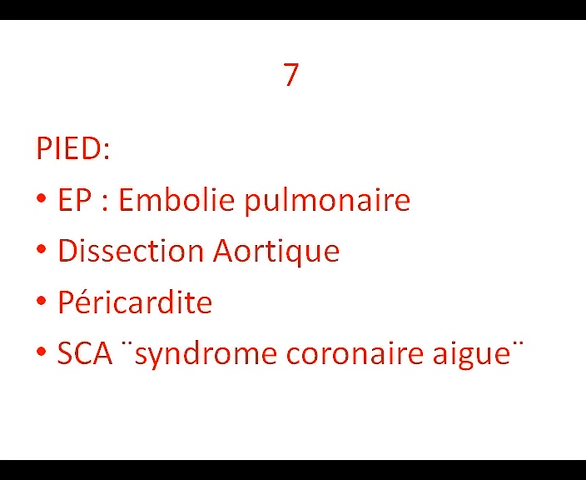 7
PIED:
• EP : Embolie pulmonaire
• Dissection Aortique
• Péricardite
• SCA ¨syndrome coronaire aigue¨